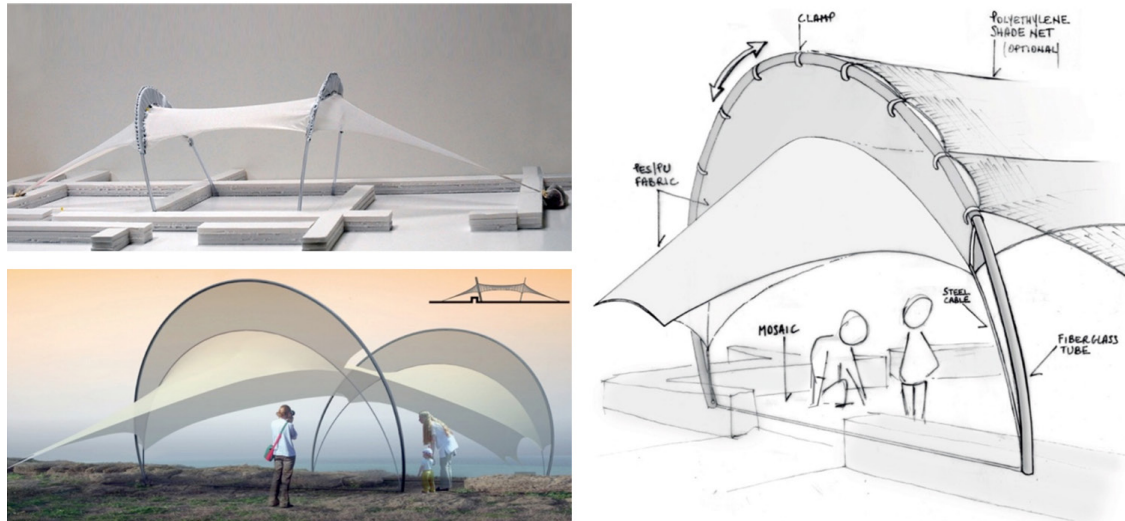 CLAMP
POLYETHYLENE
SHADE NET
(OPTIONAL)
PES/PU
FABRIC
STEEL
CABLE
MOSAIC
FIBERGLASS
TUBE